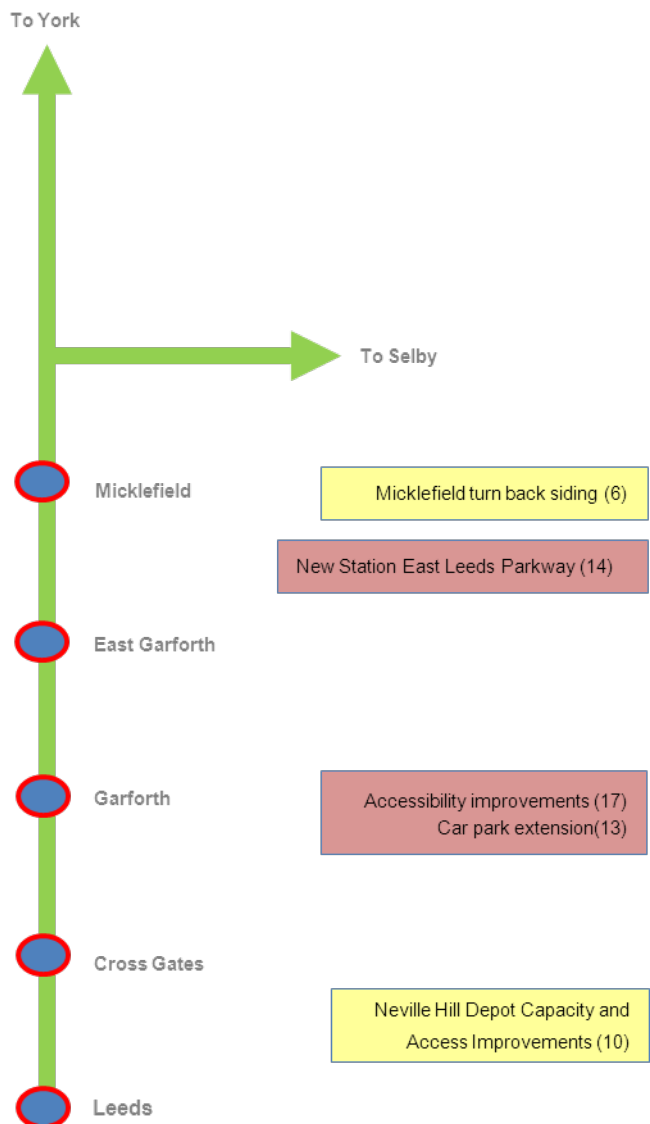 To York
To Selby
Micklefield
Micklefield turn back siding (6)
New Station East Leeds Parkway (14)
East Garforth
Garforth
Accessibility improvements (17)
Car park extension(13)
Cross Gates
Neville Hill Depot Capacity and
Access Improvements (10)
Leeds